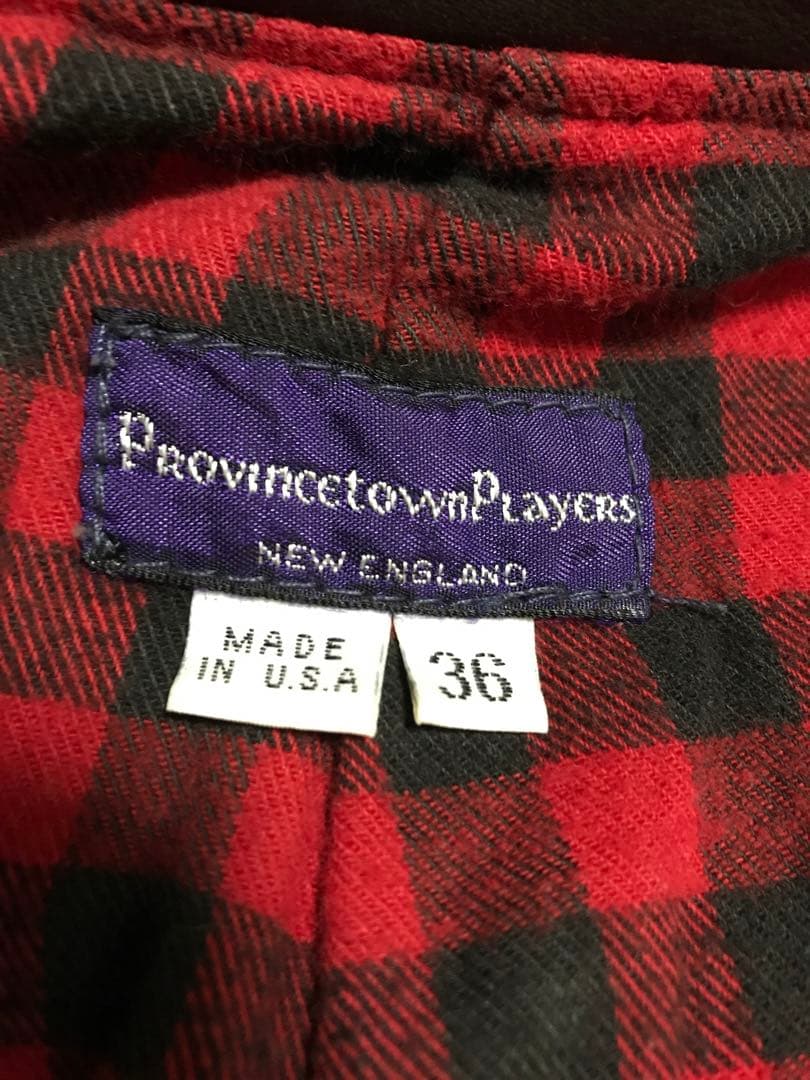 ProvincetownPlayers
NEW ENGLAND
MADE
IN U.S.A
36